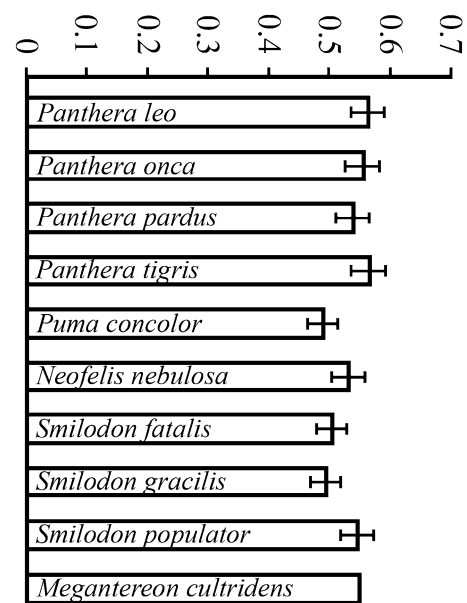 0 0.1 0.2 0.3 0.4 0.5 0.6 0.7
Panthera leo
Panthera onca
Panthera pardus
Panthera tigris
Puma concolor
Neofelis nebulosa
Smilodon fatalis
Smilodon gracilis
Smilodon populator
Megantereon cultridens